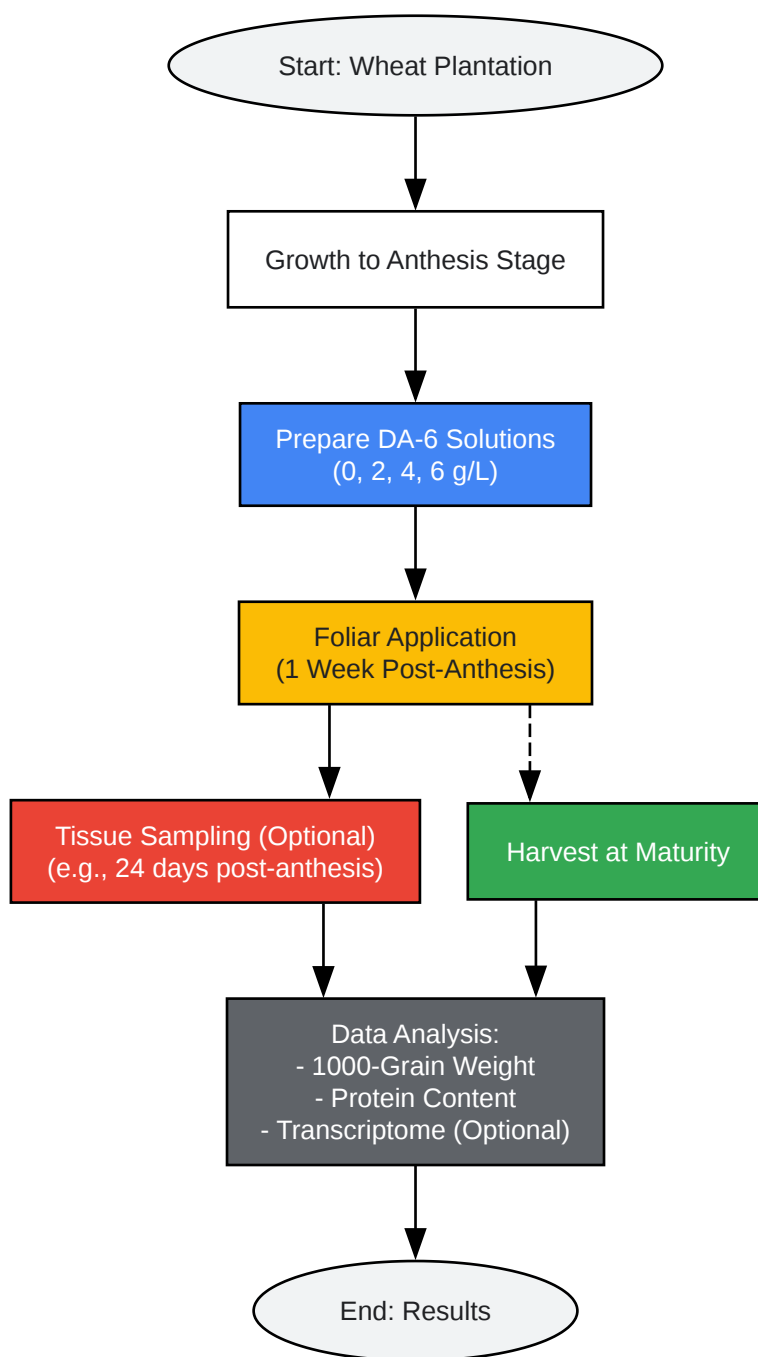 Start: Wheat Plantation
Growth to Anthesis Stage
Prepare DA-6 Solutions
(0, 2, 4, 6 g/L)
Foliar Application
(1 Week Post-Anthesis)
Tissue Sampling (Optional)
(e.g., 24 days post-anthesis)
Harvest at Maturity
Data Analysis:
- 1000-Grain Weight
- Protein Content
- Transcriptome (Optional)
End: Results